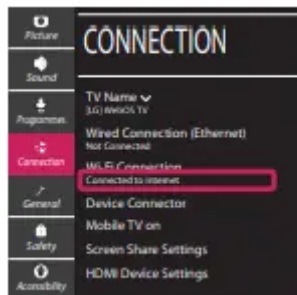 Picture
CONNECTION
Sound
TV Name
[LG] webOS TV
Programmes
Wired Connection (Ethernet)
Not Connected
Connection
Wi-Fi Connection
Connected to Internet
General
Device Connector
Mobile TV on
Safety
Screen Share Settings
Accessibility
HDMI Device Settings